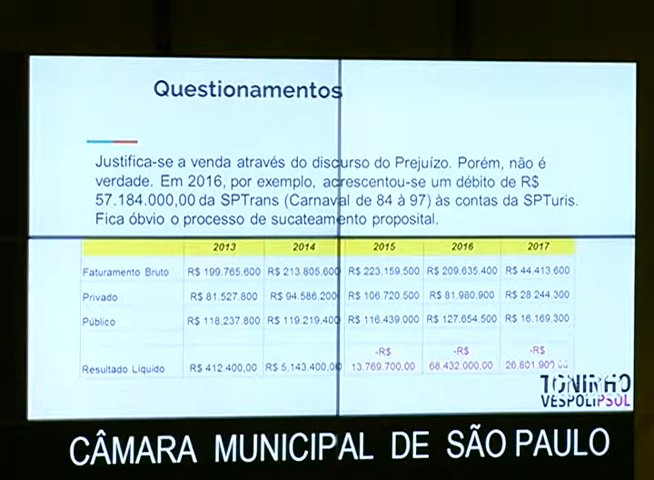 Questionamentos
Justifica-se a venda através do discurso do Prejuízo. Porém, não é
verdade. Em 2016, por exemplo, acrescentou-se um débito de R$
57.184.000,00 da SPTrans (Carnaval de 84 à 97) às contas da SPTuris.
Fica óbvio o processo de sucateamento proposital.
2013 2014 2015 2016 2017
Faturamento Bruto R$ 199.765.600 R$ 213.805.600 R$ 223.159.500 R$ 209.635.400 R$ 44.413.600
Privado R$ 81.527.800 R$ 94.586.200 R$ 106.720.500 R$ 81.980.900 R$ 28.244.300
Público R$ 118.237.800 R$ 119.219.400 R$ 116.439.000 R$ 127.654.500 R$ 16.169.300
-R$ -R$ -R$
Resultado Líquido R$ 412.400,00 R$ 5.143.400,00 13.769.700,00 68.432.000,00 26.801.900
TONINHO
VESPOLIPSOL
CÂMARA MUNICIPAL DE SÃO PAULO